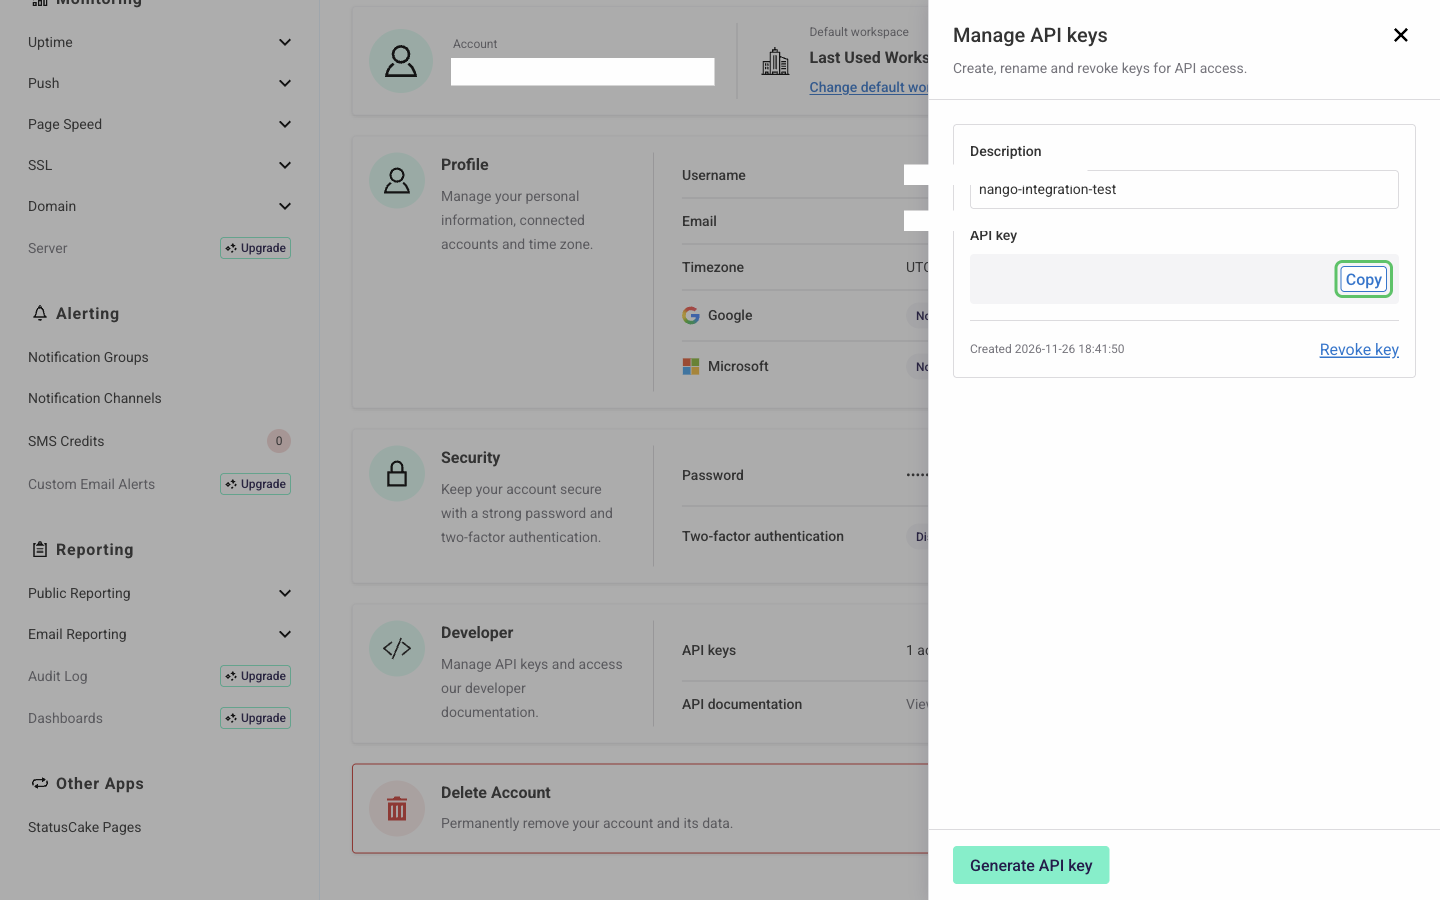 Monitoring
Uptime
Push
Page Speed
SSL
Domain
Server
Upgrade
Alerting
Notification Groups
Notification Channels
SMS Credits
0
Custom Email Alerts
Upgrade
Reporting
Public Reporting
Email Reporting
Audit Log
Upgrade
Dashboards
Upgrade
Other Apps
StatusCake Pages
Account
Default workspace
Last Used Works
Change default wo
Profile
Manage your personal
information, connected
accounts and time zone.
Username
Email
Timezone
UTC
Google
No
Microsoft
No
Security
Keep your account secure
with a strong password and
two-factor authentication.
Password
•••••
Two-factor authentication
Di
Developer
Manage API keys and access
our developer
documentation.
API keys
1 ac
API documentation
View
Delete Account
Permanently remove your account and its data.
Manage API keys
Create, rename and revoke keys for API access.
Description
nango-integration-test
API key
Copy
Created 2026-11-26 18:41:50
Revoke key
Generate API key